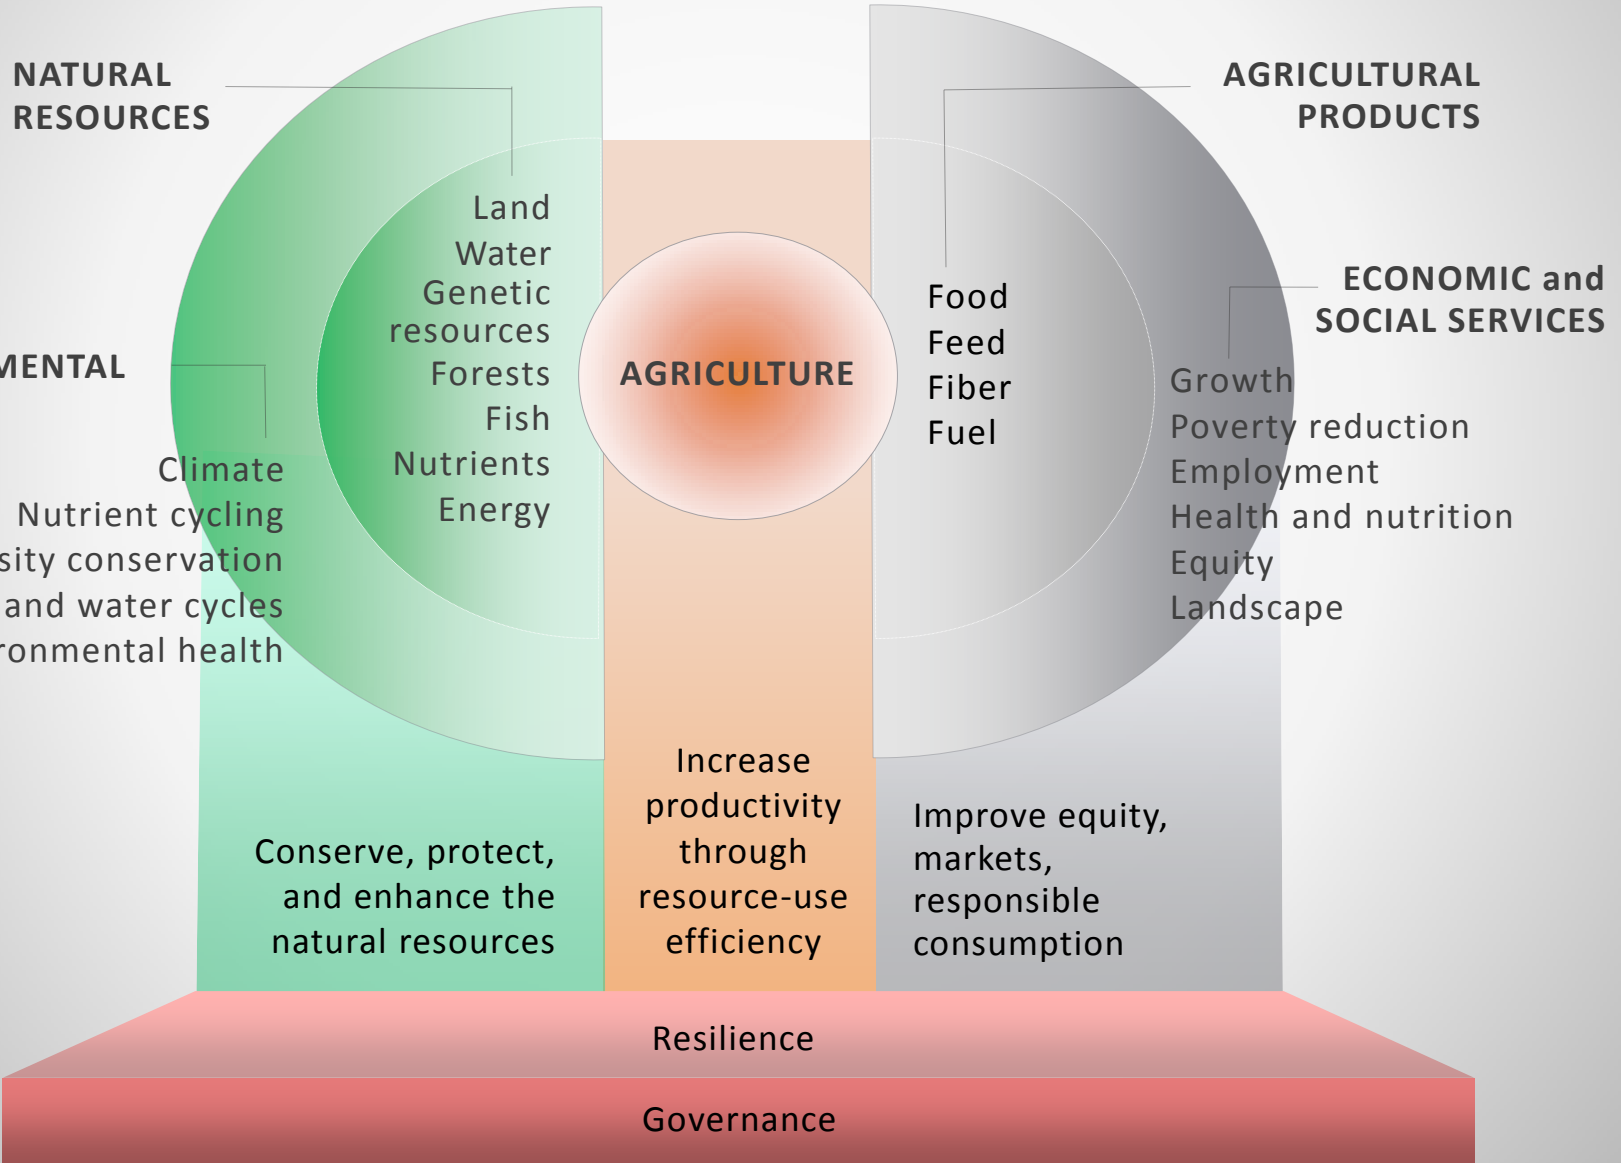 NATURAL
RESOURCES
Land
Water
Genetic
resources
Forests
Fish
Nutrients
Energy
Climate
Nutrient cycling
conservation
and water cycles
health
AGRICULTURE
AGRICULTURAL
PRODUCTS
Food
Feed
Fiber
Fuel
ECONOMIC and
SOCIAL SERVICES
Growth
Poverty reduction
Employment
Health and nutrition
Equity
Landscape
Conserve, protect,
and enhance the
natural resources
Increase
productivity
through
resource-use
efficiency
Improve equity,
markets,
responsible
consumption
Resilience
Governance